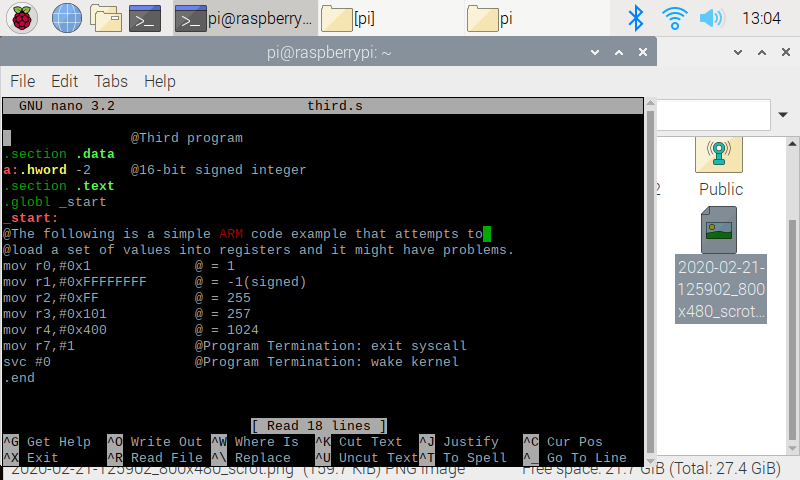 pi@raspberry... [pi] pi 13:04
pi@raspberrypi: ~
File Edit Tabs Help
GNU nano 3.2 third.s
@Third program
.section .data
a:.hword -2 @16-bit signed integer
.section .text
.globl _start
_start:
@The following is a simple ARM code example that attempts to
@load a set of values into registers and it might have problems.
mov r0,#0x1 @ = 1
mov r1,#0xFFFFFFFF @ = -1(signed)
mov r2,#0xFF @ = 255
mov r3,#0x101 @ = 257
mov r4,#0x400 @ = 1024
mov r7,#1 @Program Termination: exit syscall
svc #0 @Program Termination: wake kernel
.end
[ Read 18 lines ]
^G Get Help ^O Write Out ^W Where Is ^K Cut Text ^J Justify ^C Cur Pos
^X Exit ^R Read File ^\ Replace ^U Uncut Text ^T To Spell ^_ Go To Line
Public
2020-02-21-
125902_800
x480_scrot...
2020-02-21-125902_800x480_scrot.png (159.7 KiB) PNG image Free space: 21.7 GiB (Total: 27.4 GiB)